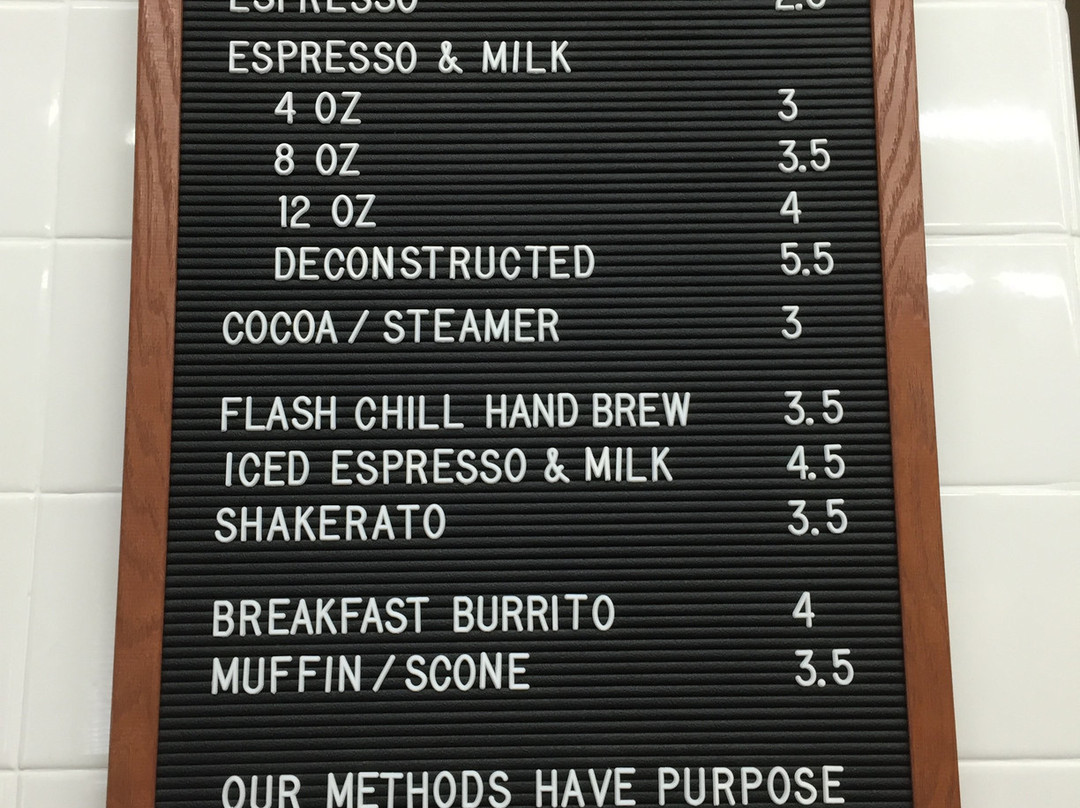 ESPRESSO
ESPRESSO & MILK
4 OZ 3
8 OZ 3.5
12 OZ 4
DECONSTRUCTED 5.5
COCOA / STEAMER 3
FLASH CHILL HAND BREW 3.5
ICED ESPRESSO & MILK 4.5
SHAKERATO 3.5
BREAKFAST BURRITO 4
MUFFIN / SCONE 3.5
OUR METHODS HAVE PURPOSE